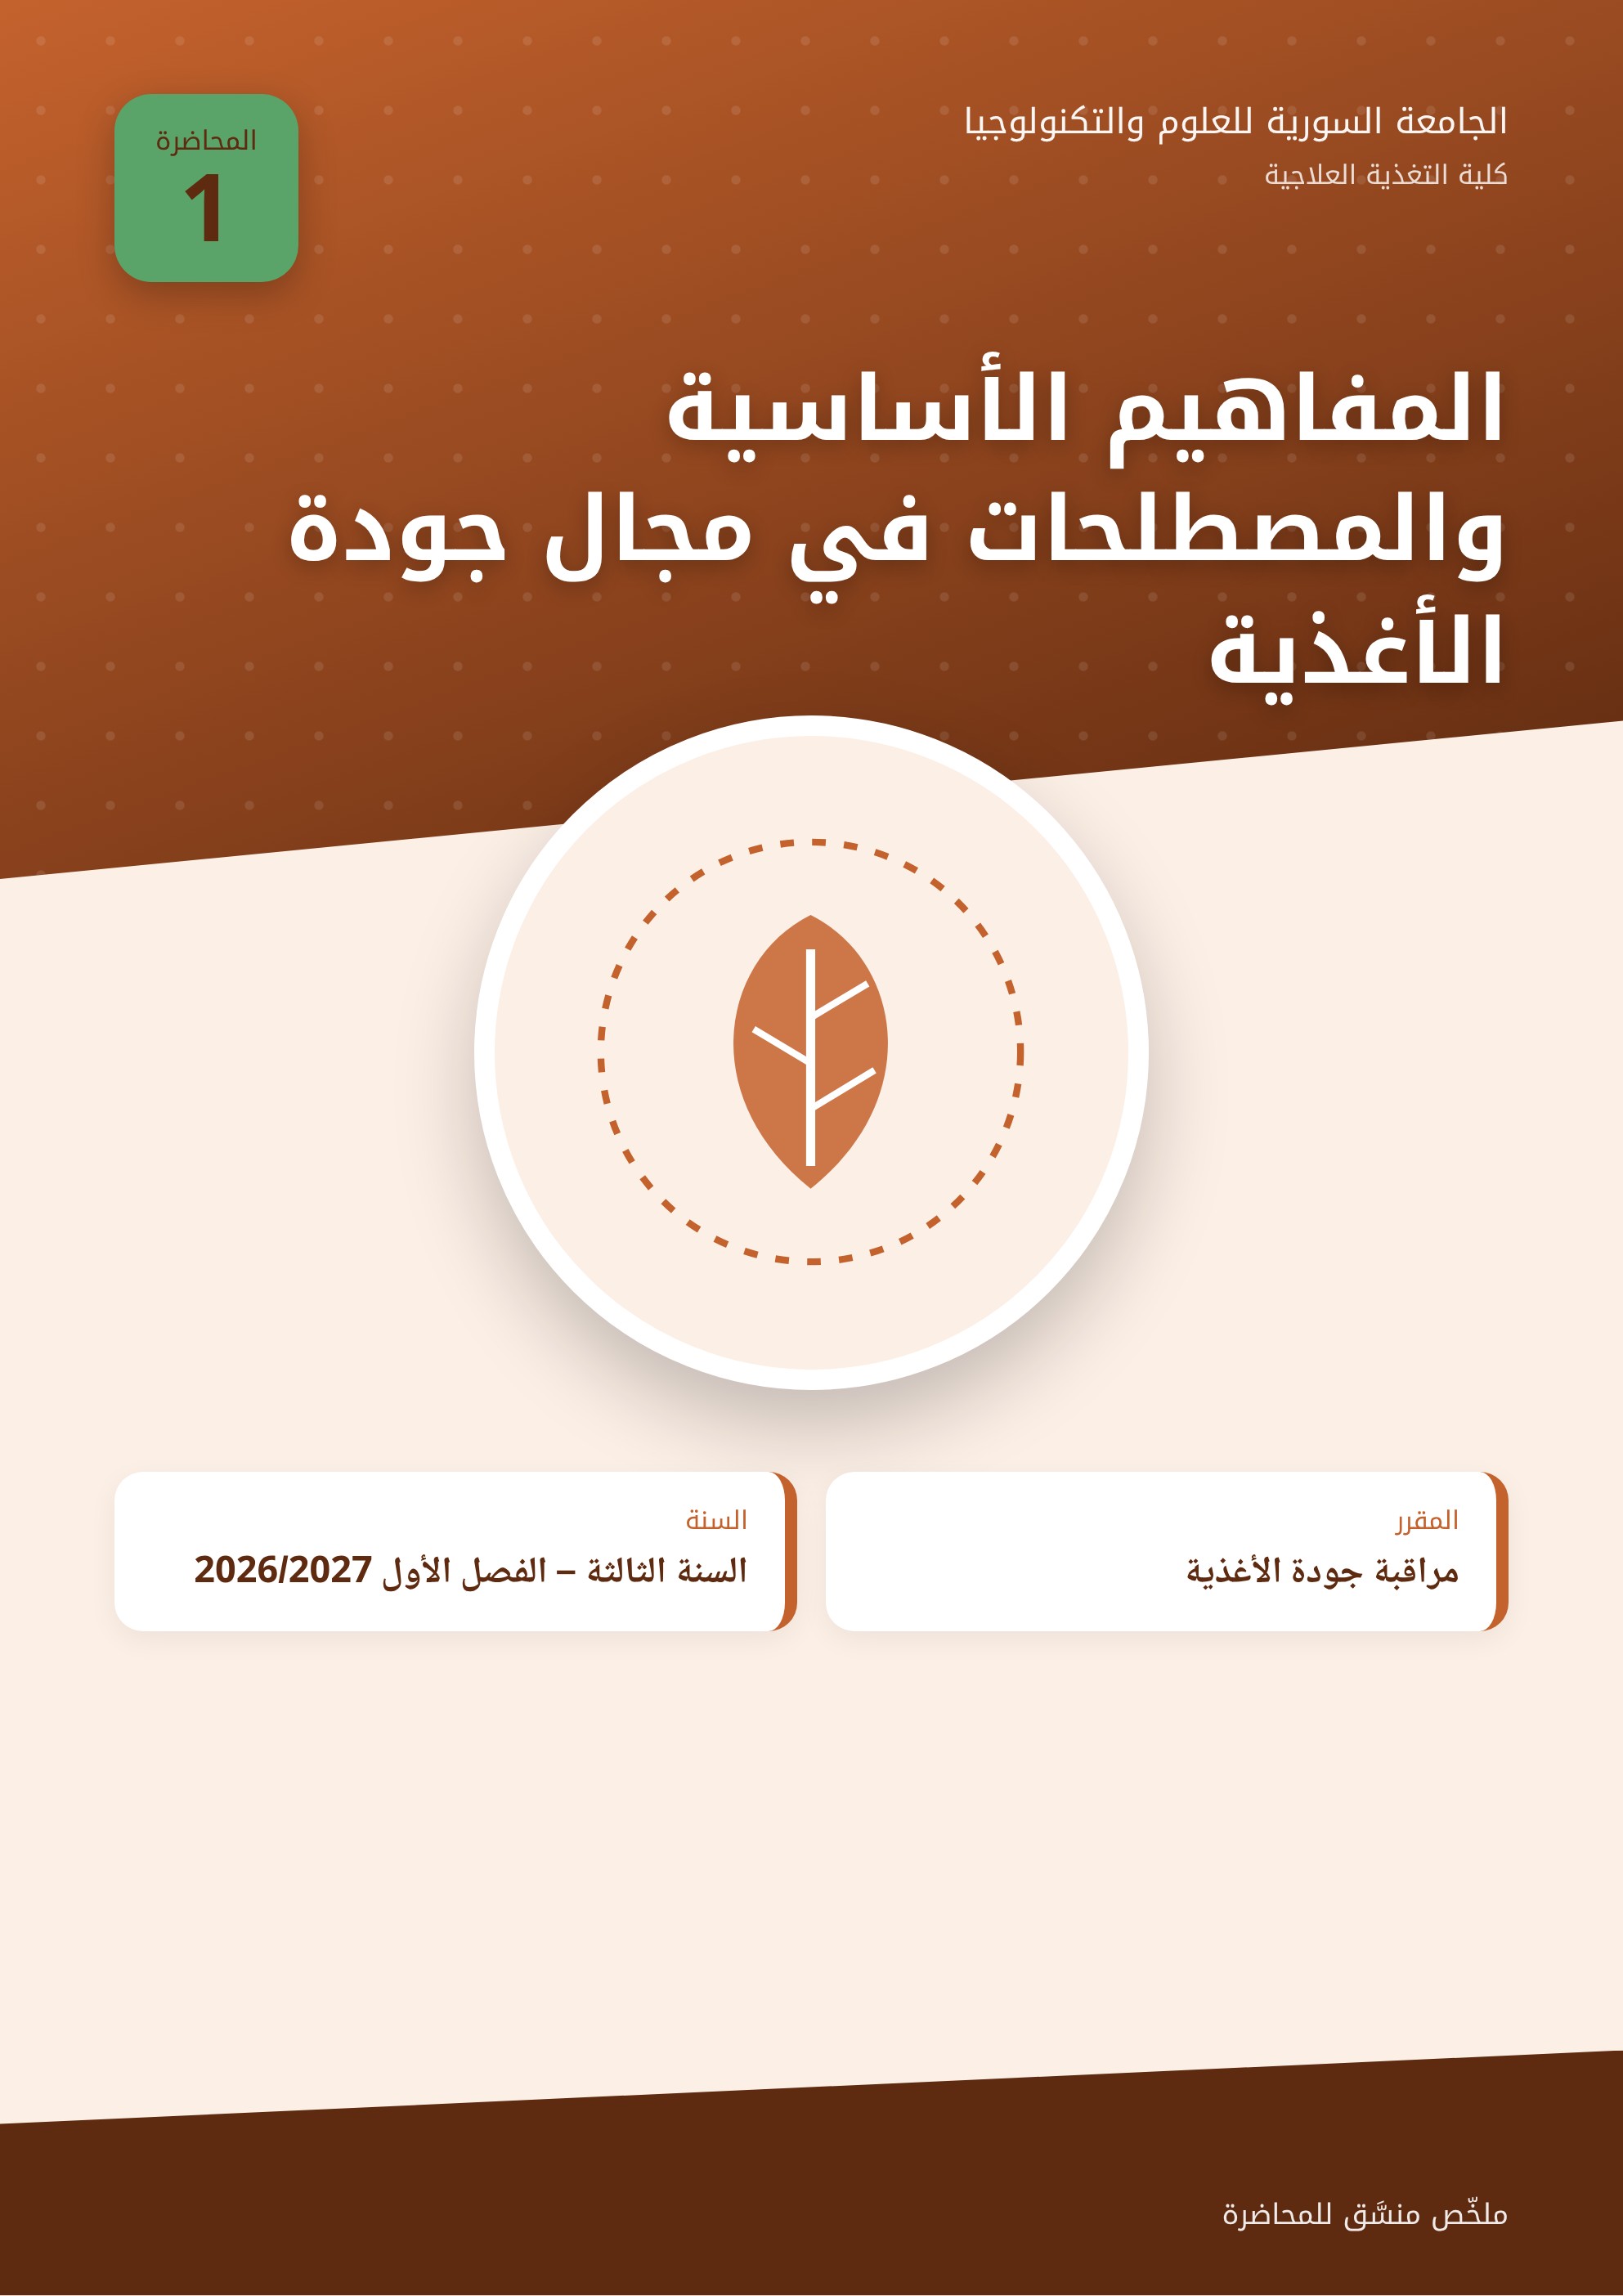 الجامعة السورية للعلوم والتكنولوجيا
كلية التغذية العلاجية
المحاضرة
1
المفاهيم الأساسية
والمصطلحات في مجال جودة
الأغذية
المقرر
مراقبة جودة الأغذية
السنة
السنة الثالثة – الفصل الأول 2026/2027
ملخّص منسَّق للمحاضرة